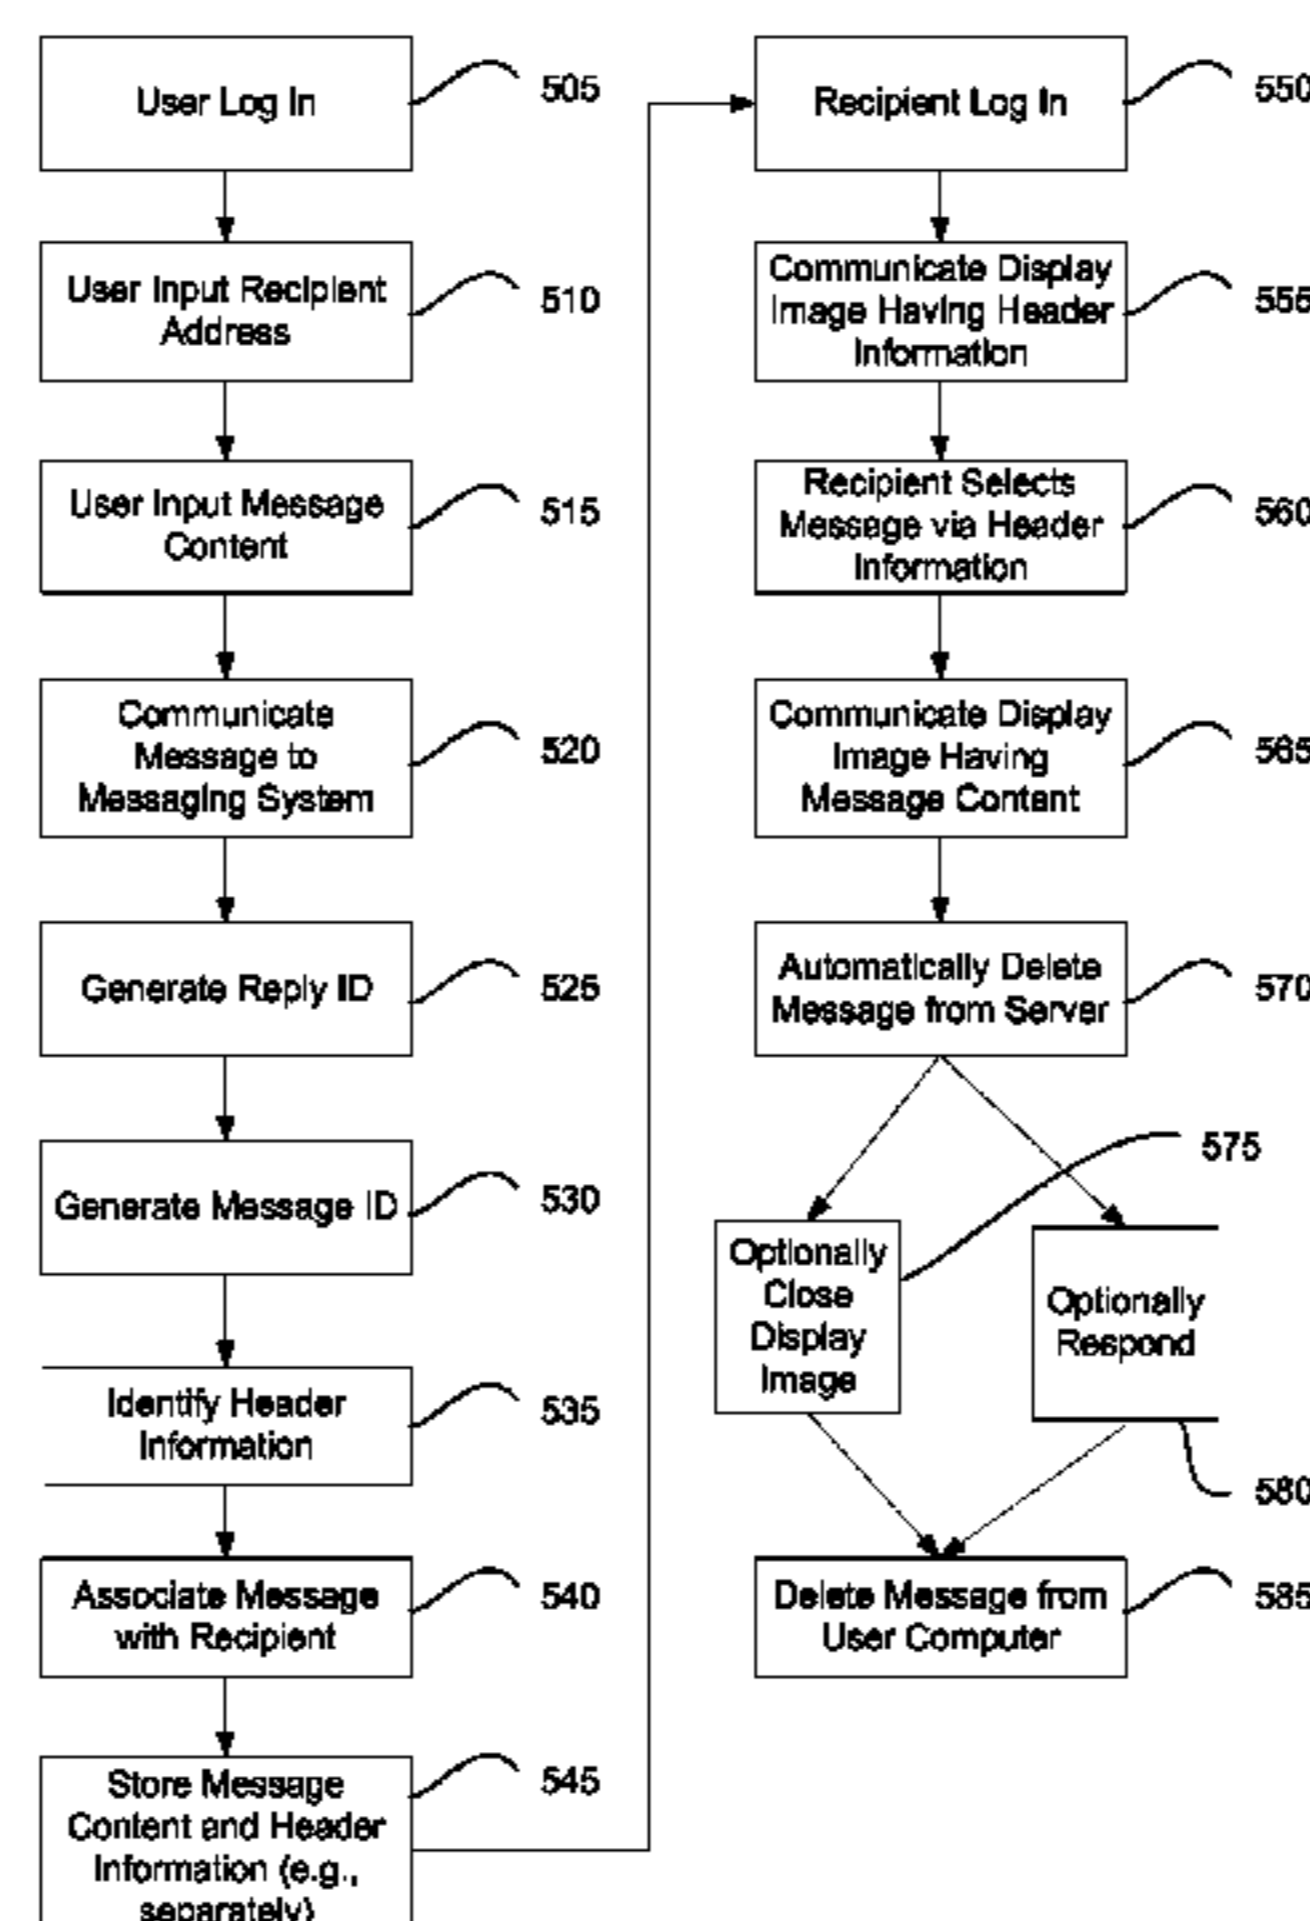 User Log In
505
User Input Recipient
Address
510
User Input Message
Content
515
Communicate
Message to
Messaging System
520
Generate Reply ID
525
Generate Message ID
530
Identify Header
Information
535
Associate Message
with Recipient
540
Store Message
Content and Header
Information (e.g.,
separately)
545
Recipient Log In
550
Communicate Display
Image Having Header
Information
555
Recipient Selects
Message via Header
Information
560
Communicate Display
Image Having
Message Content
565
Automatically Delete
Message from Server
570
575
Optionally
Close
Display
Image
Optionally
Respond
580
Delete Message from
User Computer
585